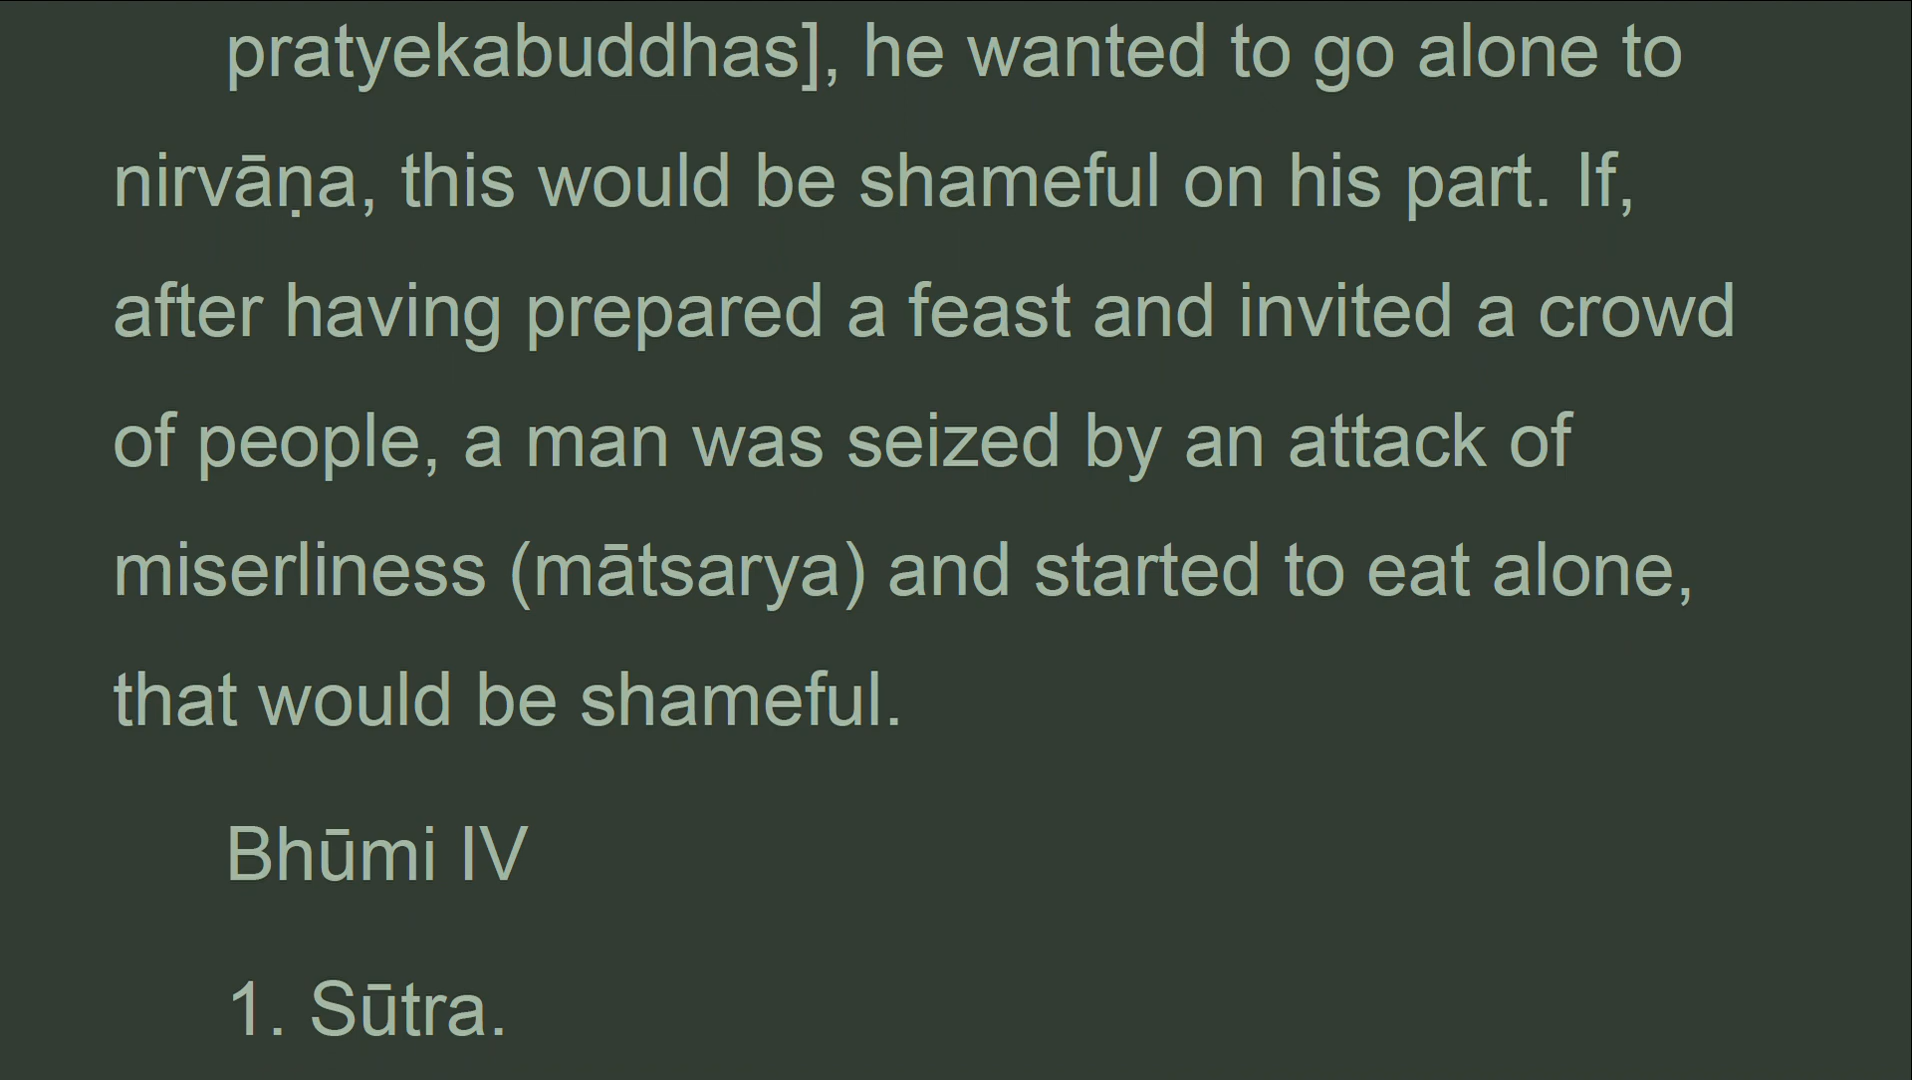 pratyekabuddhas], he wanted to go alone to
nirvāṇa, this would be shameful on his part. If,
after having prepared a feast and invited a crowd
of people, a man was seized by an attack of
miserliness (mātsarya) and started to eat alone,
that would be shameful.
Bhūmi IV
1. Sūtra.